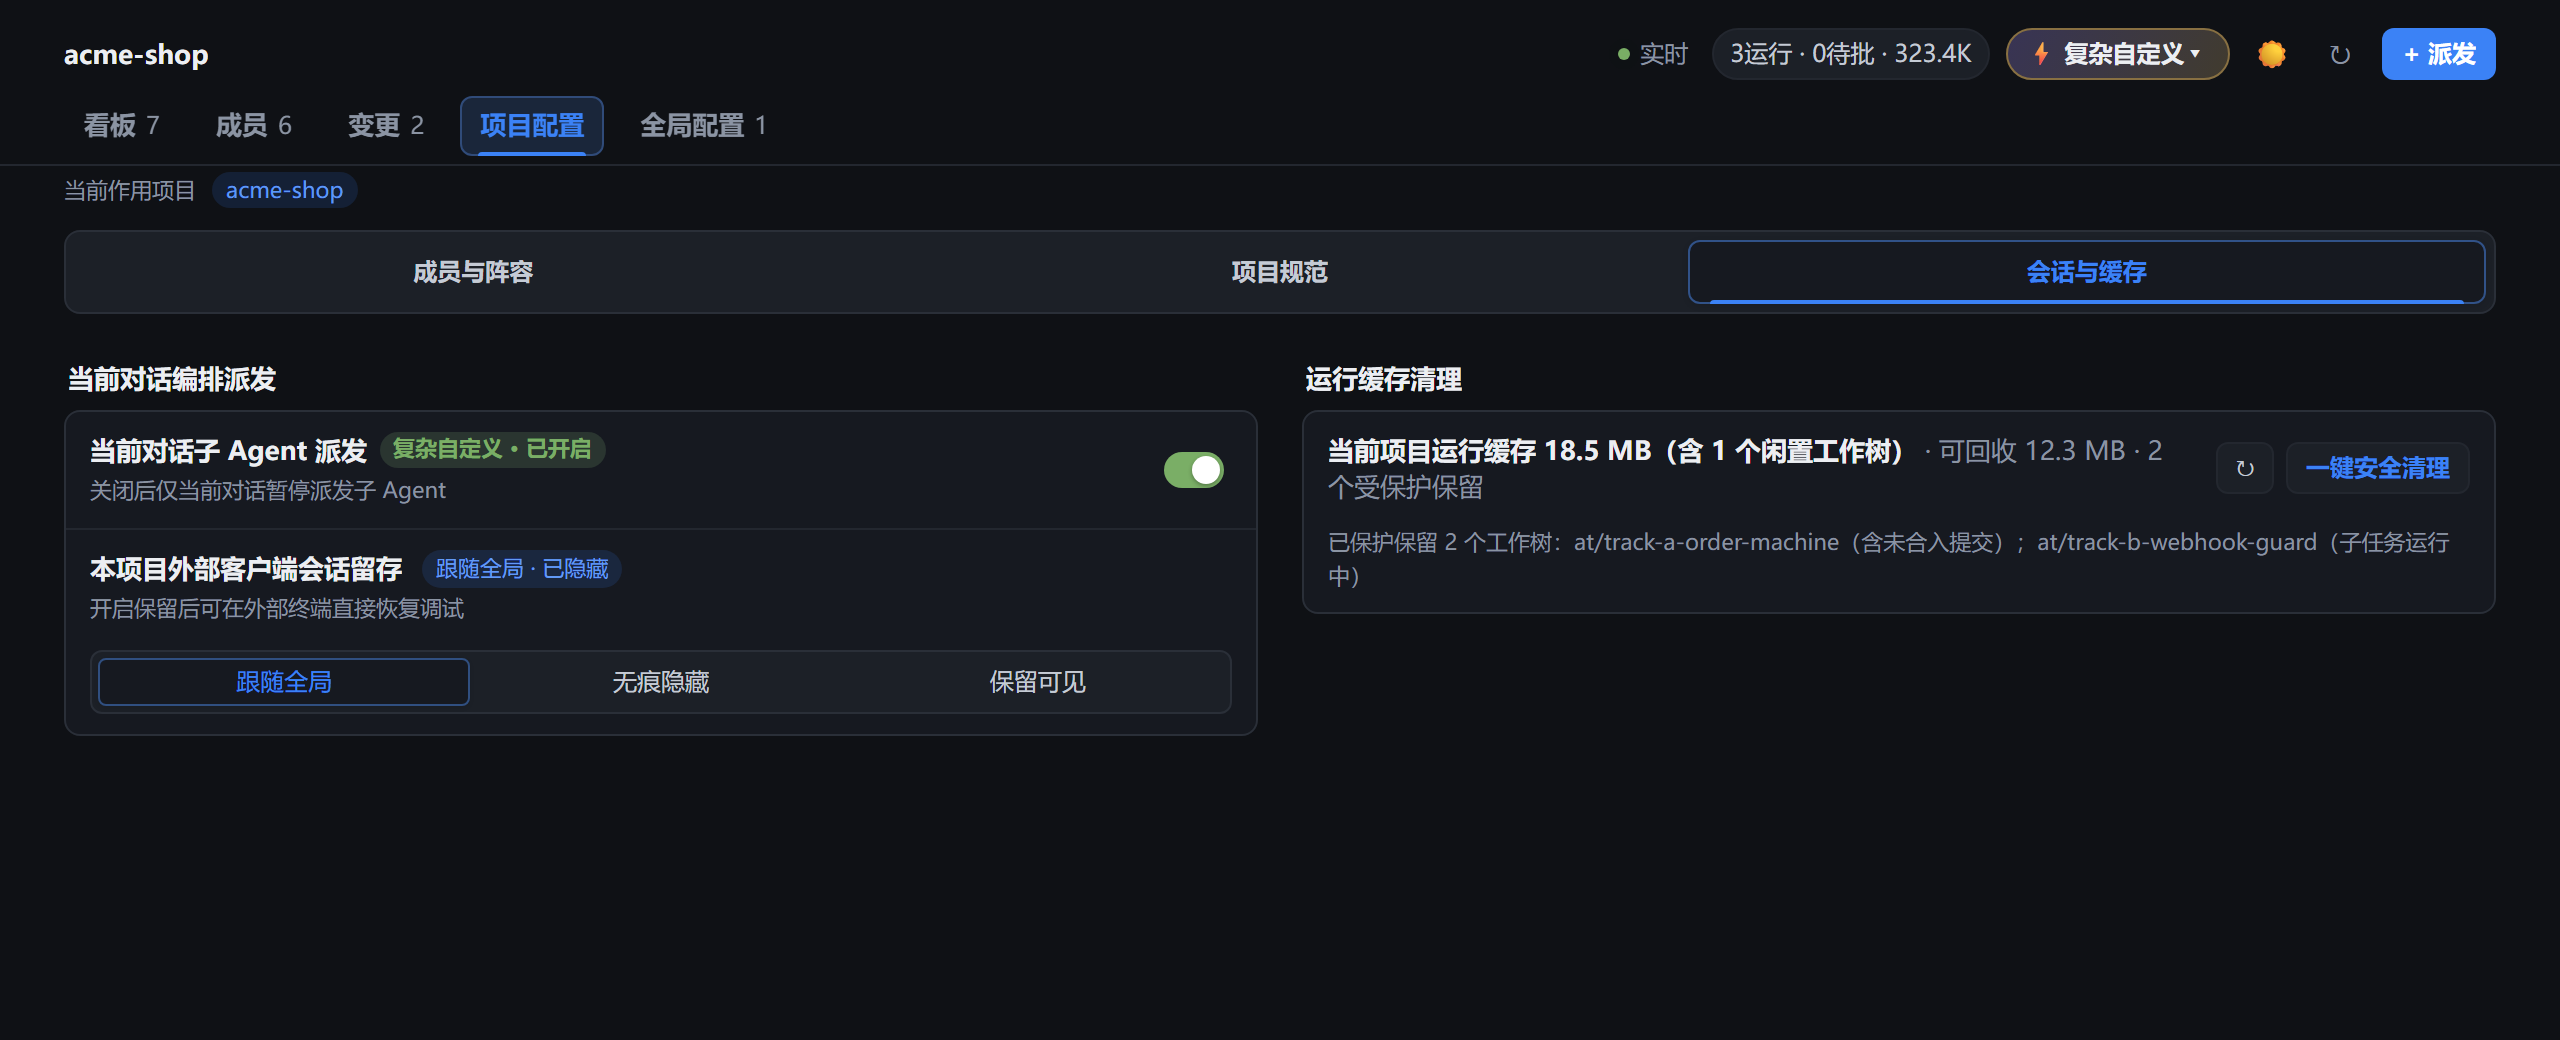 acme-shop
实时
3运行 · 0待批 · 323.4K
复杂自定义
+ 派发
看板 7
成员 6
变更 2
项目配置
全局配置 1
当前作用项目 acme-shop
成员与阵容
项目规范
会话与缓存
当前对话编排派发
当前对话子 Agent 派发 复杂自定义 • 已开启
关闭后仅当前对话暂停派发子 Agent
本项目外部客户端会话留存 跟随全局 · 已隐藏
开启保留后可在外部终端直接恢复调试
跟随全局
无痕隐藏
保留可见
运行缓存清理
当前项目运行缓存 18.5 MB（含 1 个闲置工作树） · 可回收 12.3 MB · 2
个受保护保留
一键安全清理
已保护保留 2 个工作树：at/track-a-order-machine（含未合入提交）；at/track-b-webhook-guard（子任务运行
中）